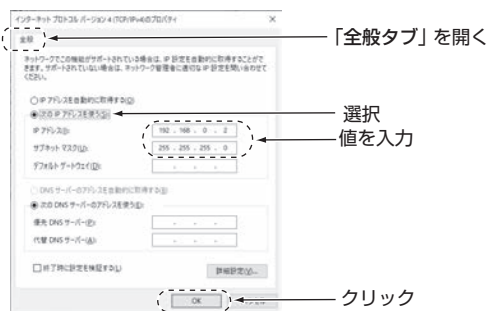 インターネット プロトコル バージョン 4 (TCP/IPv4)のプロパティ
全般
「全般タブ」を開く
ネットワークでこの機能がサポートされている場合は、IP 設定を自動的に取得することがで
きます。サポートされていない場合は、ネットワーク管理者に適切な IP 設定を問い合わせて
ください。
IP アドレスを自動的に取得する(O)
次の IP アドレスを使う(S):
選択
IP アドレス(I): 192 . 168 . 0 . 2
値を入力
サブネット マスク(U): 255 . 255 . 255 . 0
デフォルト ゲートウェイ(D):
DNS サーバーのアドレスを自動的に取得する(B)
次の DNS サーバーのアドレスを使う(E):
優先 DNS サーバー(P):
代替 DNS サーバー(A):
終了時に設定を検証する(L)
詳細設定(V)...
OK
クリック